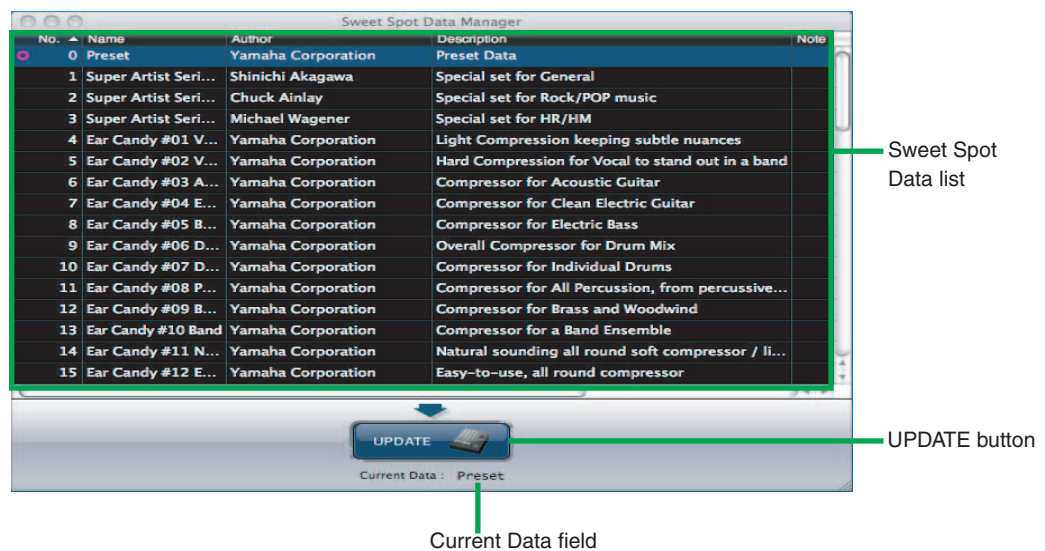 Sweet Spot Data Manager
No. Name Author Description Note
0 Preset Yamaha Corporation Preset Data
1 Super Artist Seri... Shinichi Akagawa Special set for General
2 Super Artist Seri... Chuck Ainlay Special set for Rock/POP music
3 Super Artist Seri... Michael Wagener Special set for HR/HM
4 Ear Candy #01 V... Yamaha Corporation Light Compression keeping subtle nuances
5 Ear Candy #02 V... Yamaha Corporation Hard Compression for Vocal to stand out in a band
6 Ear Candy #03 A... Yamaha Corporation Compressor for Acoustic Guitar
7 Ear Candy #04 E... Yamaha Corporation Compressor for Clean Electric Guitar
8 Ear Candy #05 B... Yamaha Corporation Compressor for Electric Bass
9 Ear Candy #06 D... Yamaha Corporation Overall Compressor for Drum Mix
10 Ear Candy #07 D... Yamaha Corporation Compressor for Individual Drums
11 Ear Candy #08 P... Yamaha Corporation Compressor for All Percussion, from percussive...
12 Ear Candy #09 B... Yamaha Corporation Compressor for Brass and Woodwind
13 Ear Candy #10 Band Yamaha Corporation Compressor for a Band Ensemble
14 Ear Candy #11 N... Yamaha Corporation Natural sounding all round soft compressor / li...
15 Ear Candy #12 E... Yamaha Corporation Easy-to-use, all round compressor
Sweet Spot
Data list
UPDATE
UPDATE button
Current Data : Preset
Current Data field